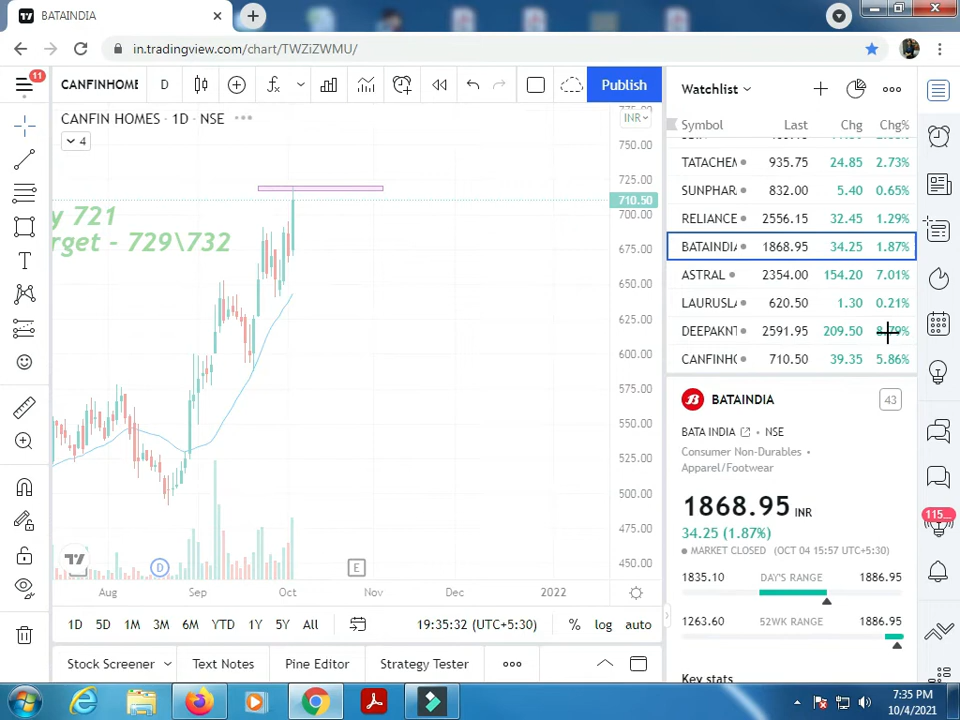 BATAINDIA
in.tradingview.com/chart/TWZiZWMU/
11
CANFINHOME D Publish
CANFIN HOMES · 1D · NSE
4
y 721
rget - 729\732
INR
750.00
725.00
710.50
700.00
675.00
650.00
625.00
600.00
575.00
550.00
525.00
500.00
475.00
450.00
D E
Aug Sep Oct Nov Dec 2022
1D 5D 1M 3M 6M YTD 1Y 5Y All 19:35:32 (UTC+5:30) % log auto
Stock Screener Text Notes Pine Editor Strategy Tester
Watchlist
Symbol Last Chg Chg%
TATACHEM 935.75 24.85 2.73%
SUNPHAR 832.00 5.40 0.65%
RELIANCE 2556.15 32.45 1.29%
BATAINDIA 1868.95 34.25 1.87%
ASTRAL 2354.00 154.20 7.01%
LAURUSLA 620.50 1.30 0.21%
DEEPAKNT 2591.95 209.50
CANFINHO 710.50 39.35 5.86%
BATAINDIA 43
BATA INDIA • NSE
Consumer Non-Durables •
Apparel/Footwear
1868.95 INR
34.25 (1.87%)
MARKET CLOSED (OCT 04 15:57 UTC+5:30)
1835.10 DAY'S RANGE 1886.95
1263.60 52WK RANGE 1886.95
Key stats
115...
7:35 PM
10/4/2021